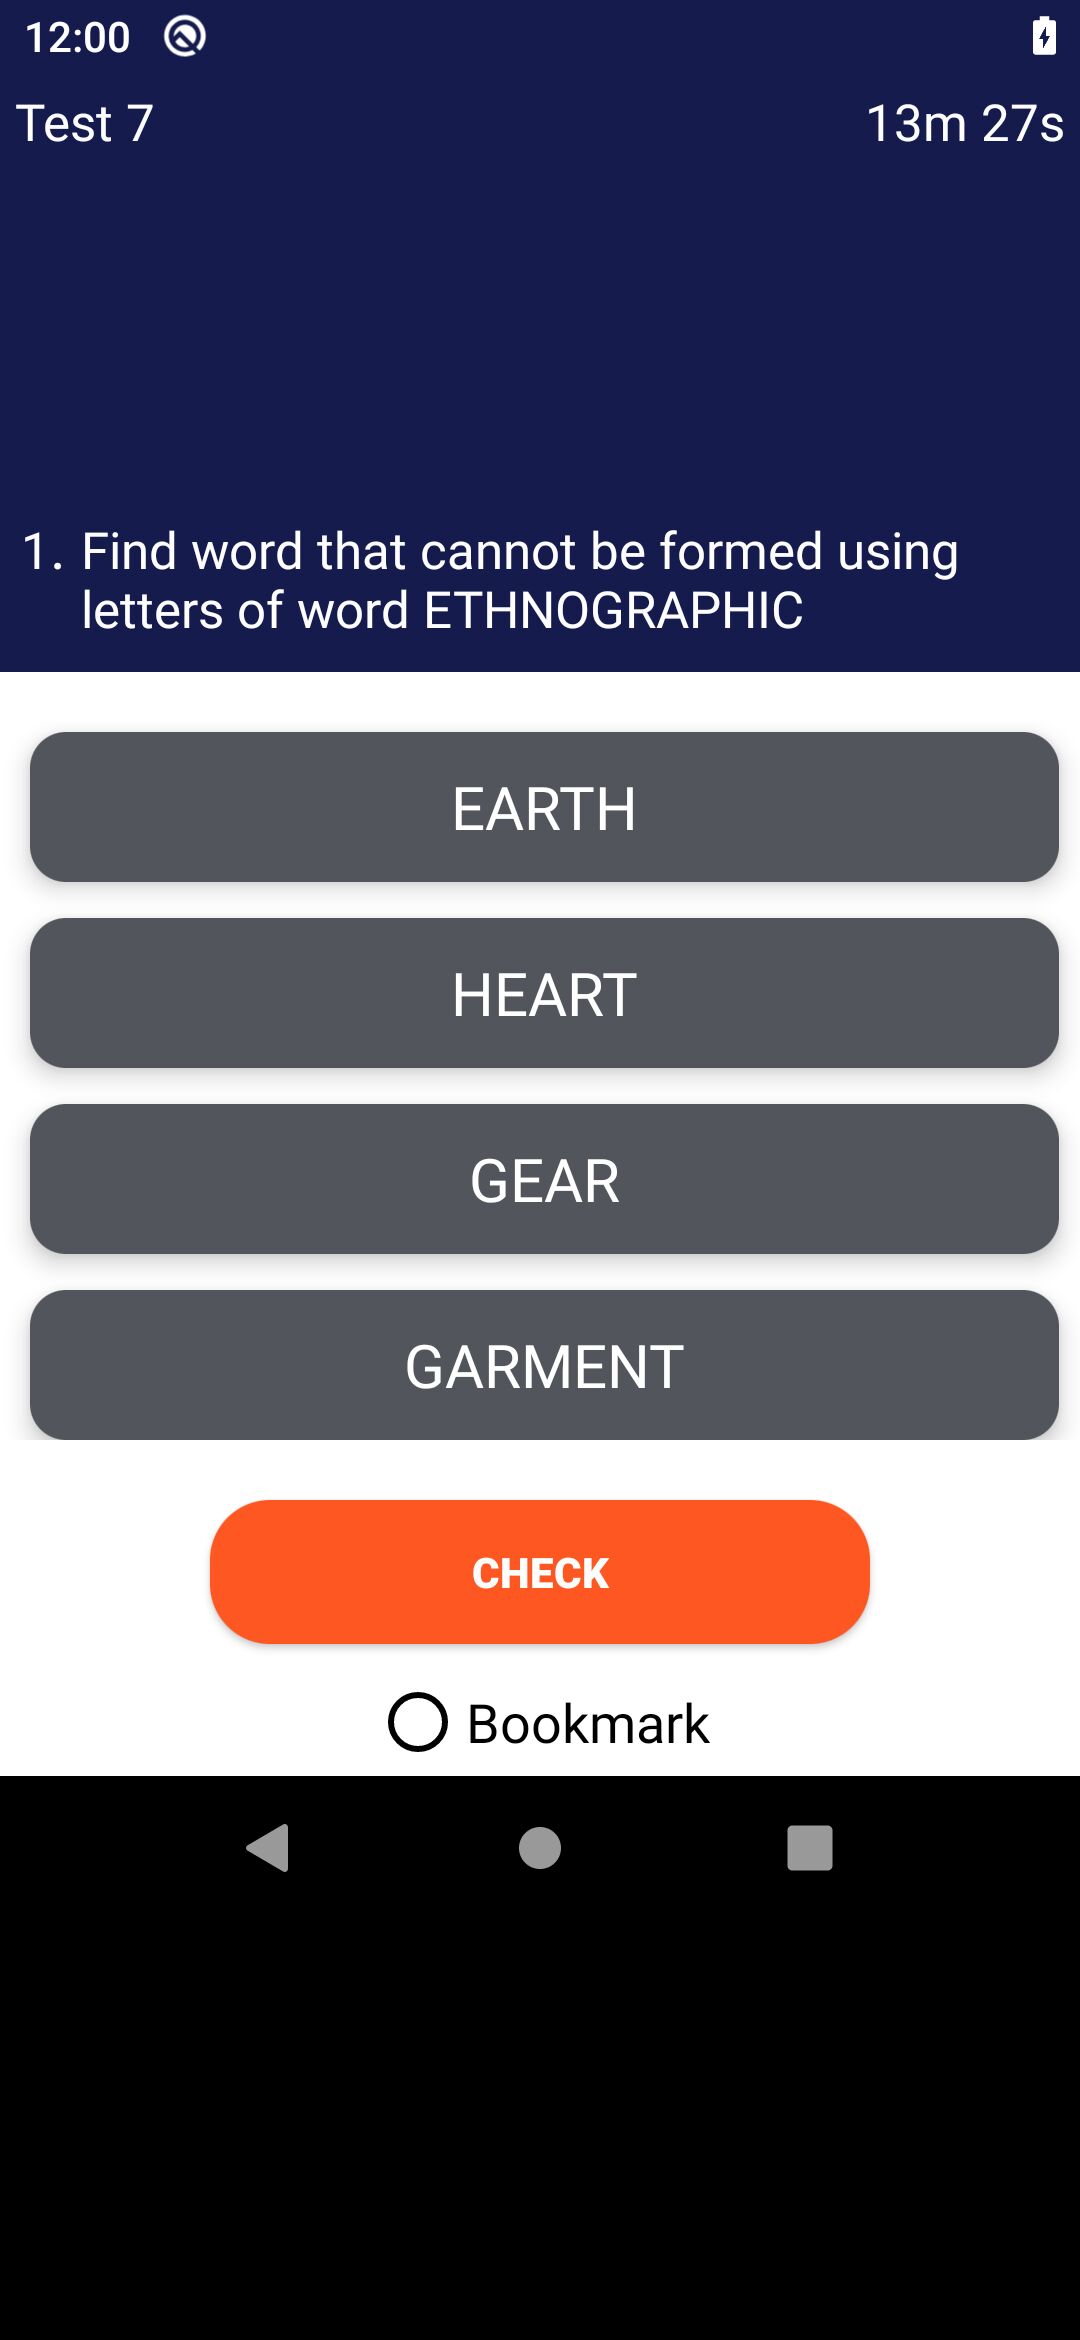 12:00
Test 7 13m 27s
1. Find word that cannot be formed using
letters of word ETHNOGRAPHIC
EARTH
HEART
GEAR
GARMENT
CHECK
Bookmark